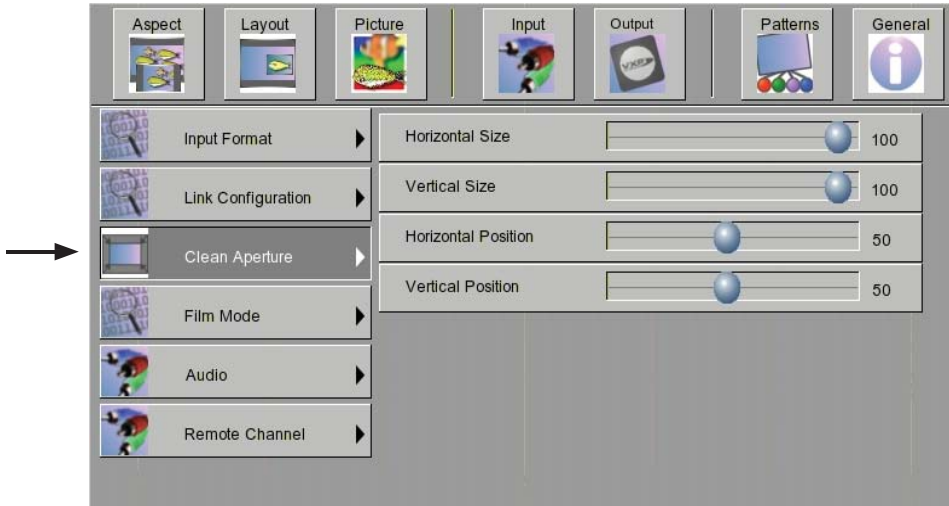 Aspect
Layout
Picture
Input
Output
Patterns
General
VXP
Input Format
Link Configuration
Clean Aperture
Film Mode
Audio
Remote Channel
Horizontal Size
100
Vertical Size
100
Horizontal Position
50
Vertical Position
50